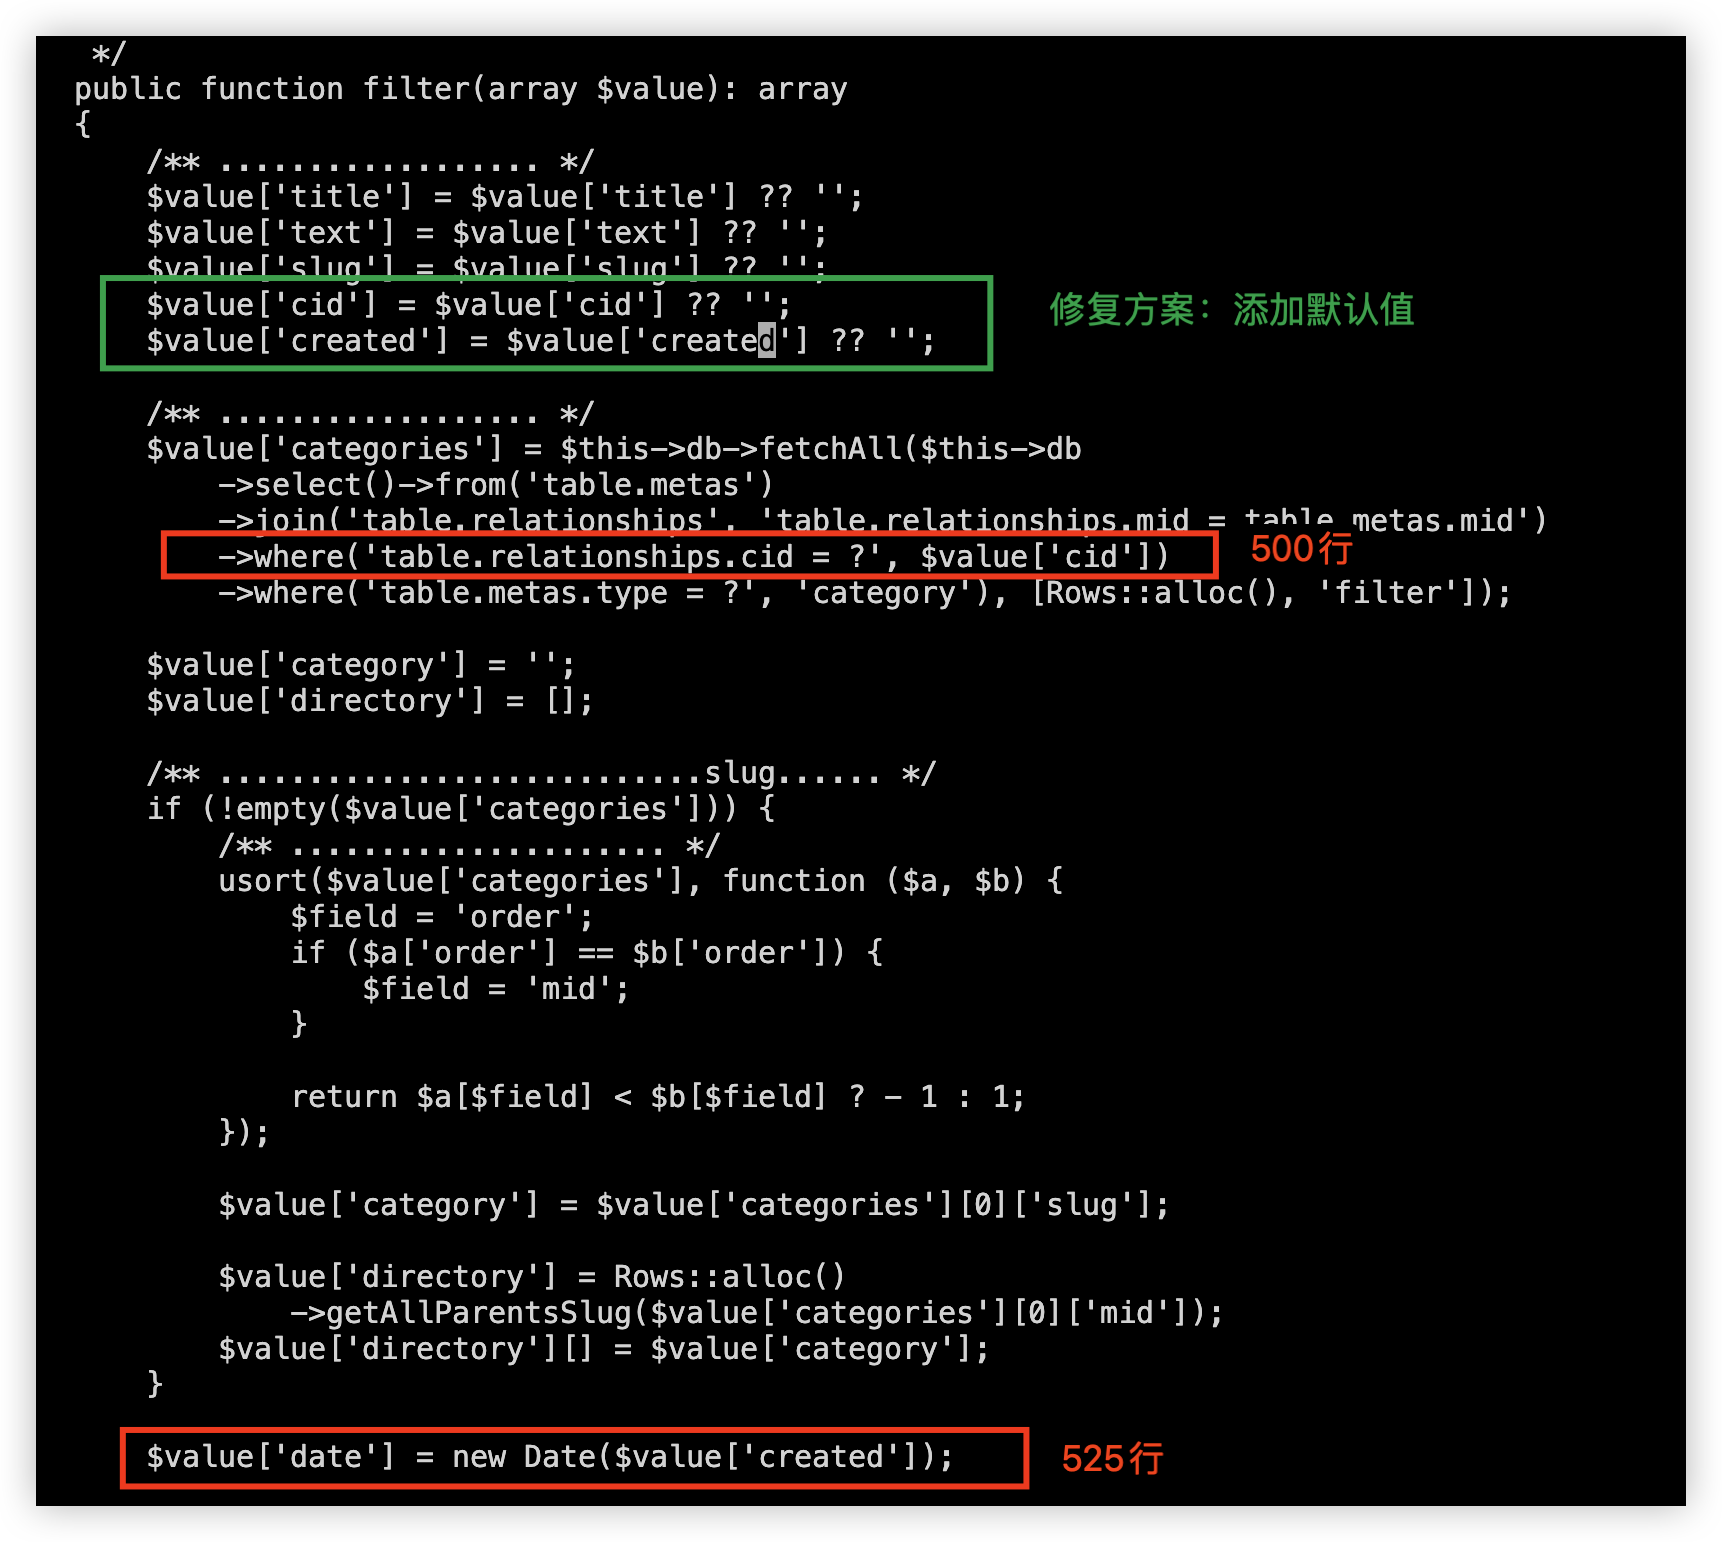 */
public function filter(array $value): array
{
    /** .................. */
    $value['title'] = $value['title'] ?? '';
    $value['text'] = $value['text'] ?? '';
    $value['slug'] = $value['slug'] ?? '';
    $value['cid'] = $value['cid'] ?? '';
修复方案：添加默认值
    $value['created'] = $value['created'] ?? '';
    /** .................. */
    $value['categories'] = $this->db->fetchAll($this->db
        ->select()->from('table.metas')
        ->join('table.relationships', 'table.relationships.mid = table.metas.mid')
        ->where('table.relationships.cid = ?', $value['cid'])
500行
        ->where('table.metas.type = ?', 'category'), [Rows::alloc(), 'filter']);
    $value['category'] = '';
    $value['directory'] = [];
    /** ...........................slug...... */
    if (!empty($value['categories'])) {
        /** ..................... */
        usort($value['categories'], function ($a, $b) {
            $field = 'order';
            if ($a['order'] == $b['order']) {
                $field = 'mid';
            }
            return $a[$field] < $b[$field] ? - 1 : 1;
        });
        $value['category'] = $value['categories'][0]['slug'];
        $value['directory'] = Rows::alloc()
            ->getAllParentsSlug($value['categories'][0]['mid']);
        $value['directory'][] = $value['category'];
    }
    $value['date'] = new Date($value['created']);
525行